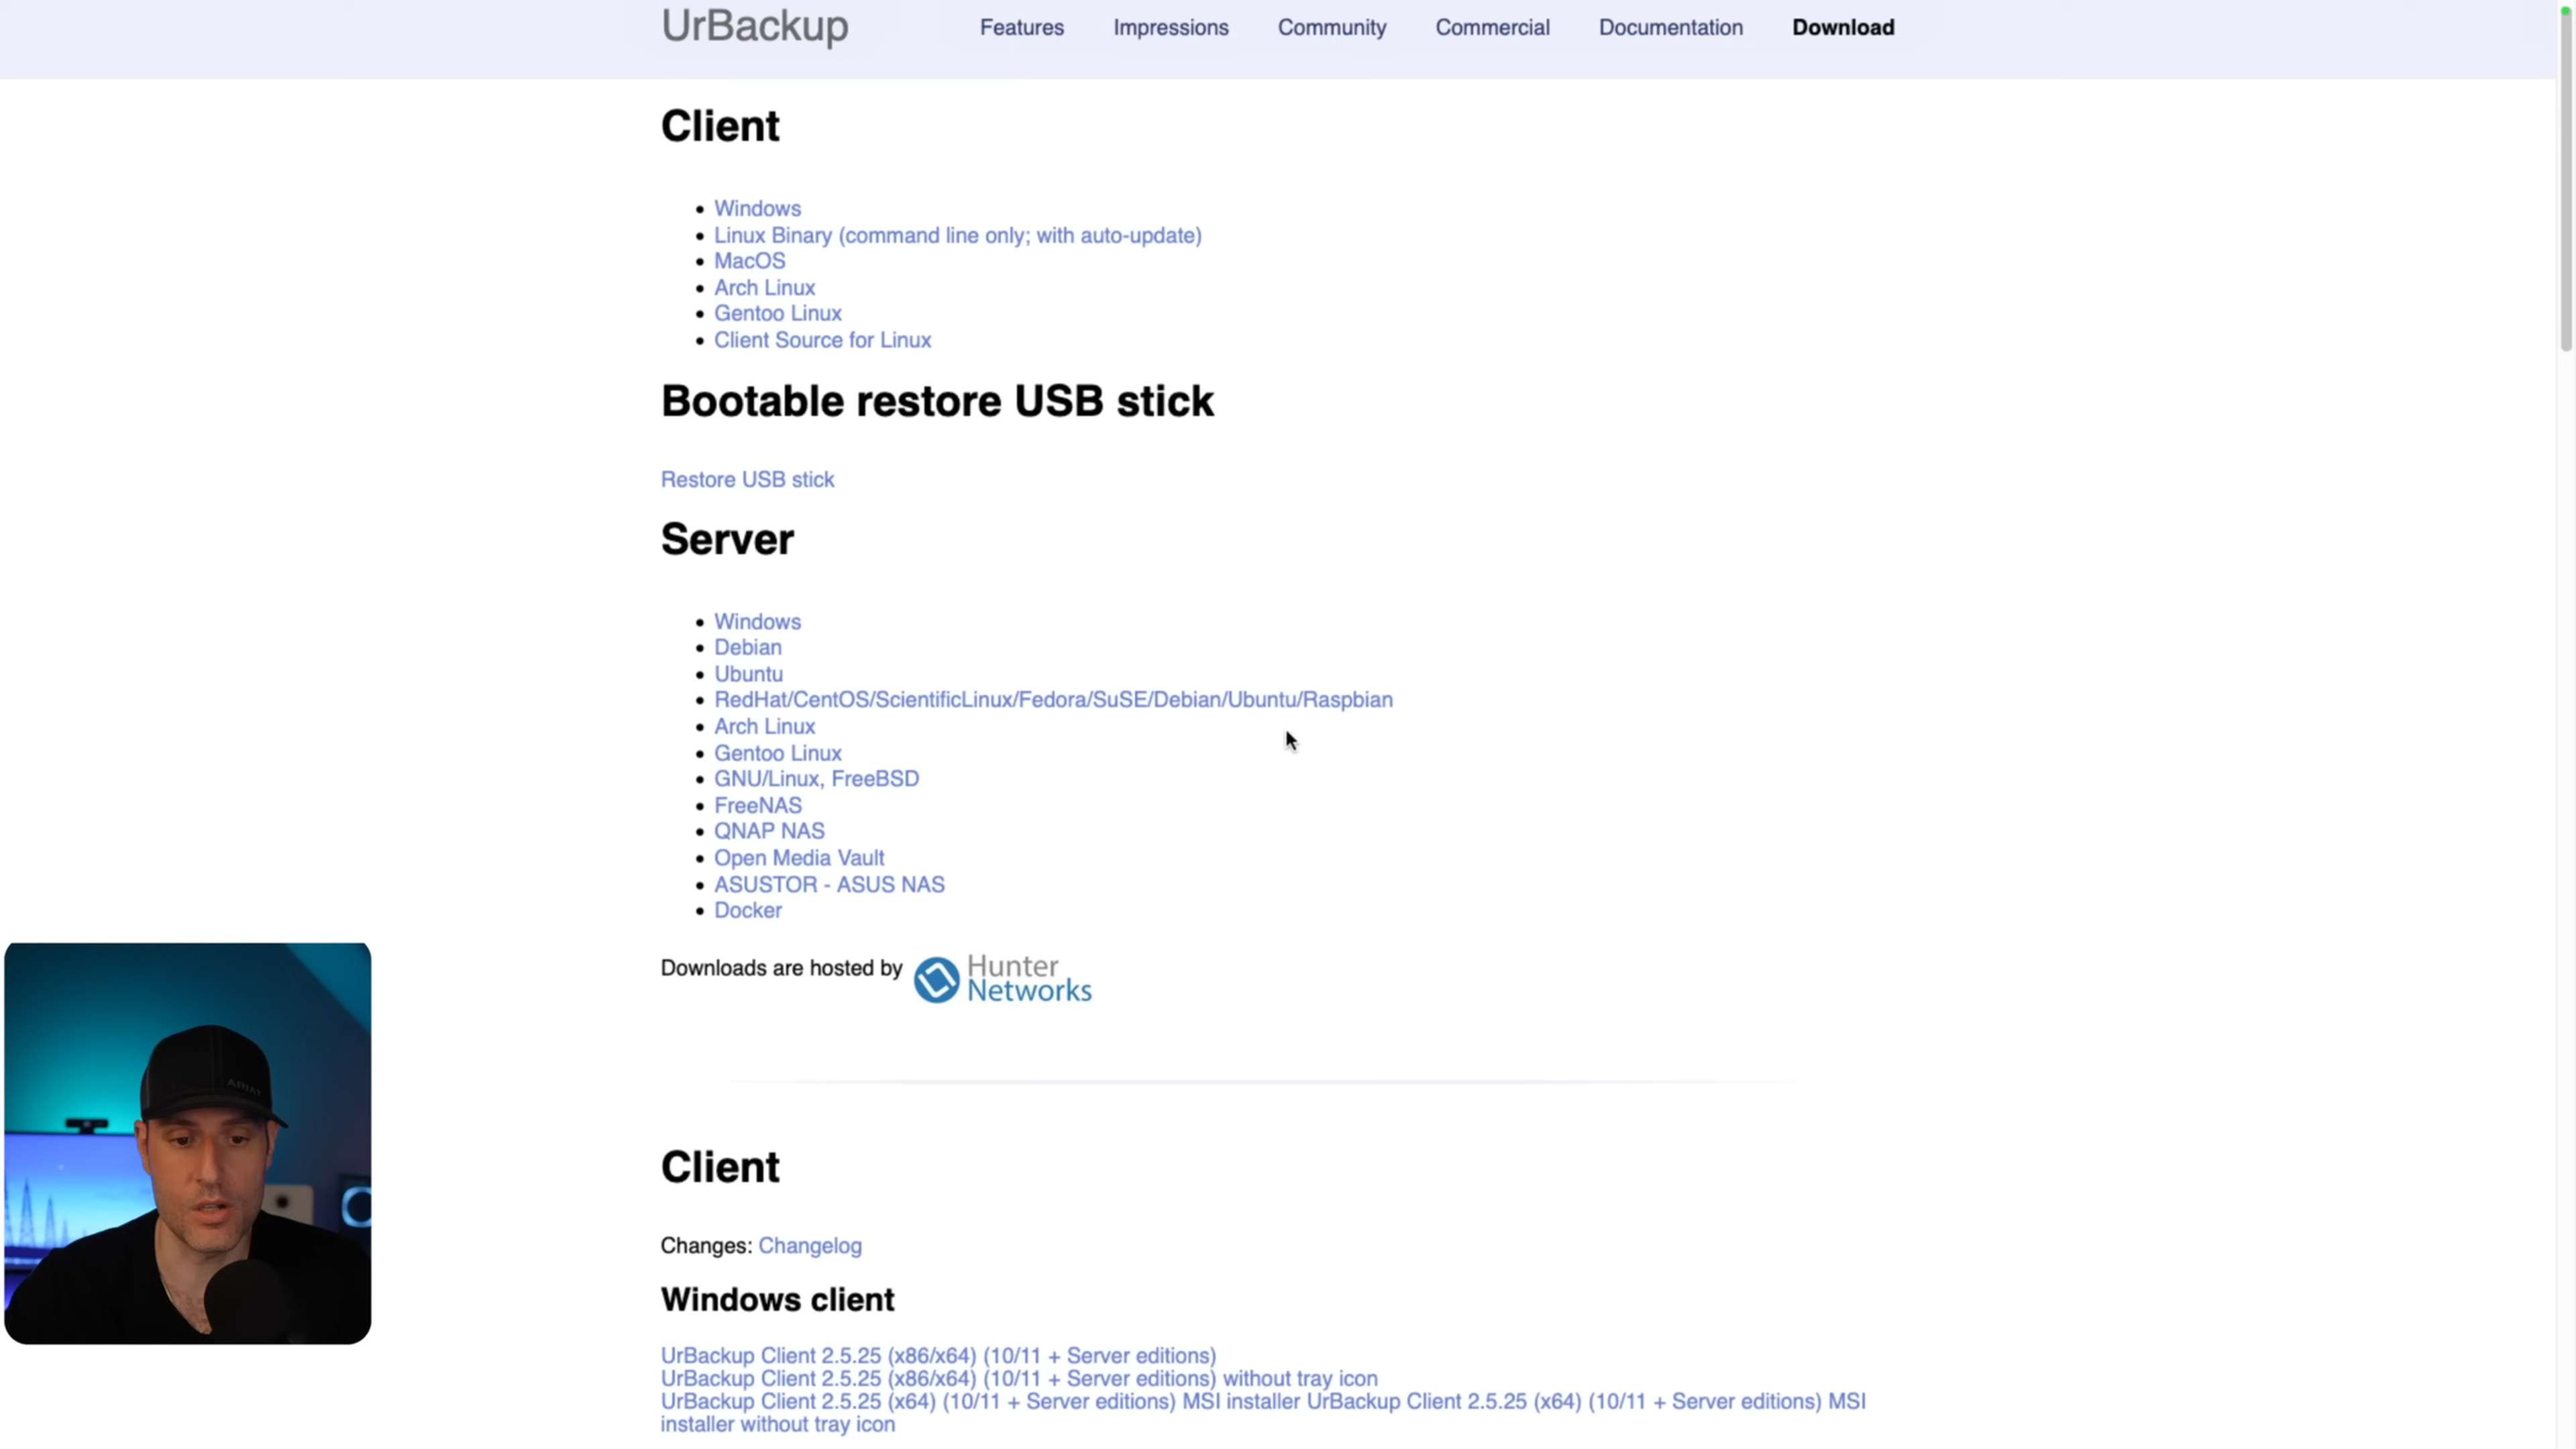 UrBackup
Features Impressions Community Commercial Documentation Download
Client
Windows
Linux Binary (command line only; with auto-update)
MacOS
Arch Linux
Gentoo Linux
Client Source for Linux
Bootable restore USB stick
Restore USB stick
Server
Windows
Debian
Ubuntu
RedHat/CentOS/ScientificLinux/Fedora/SuSE/Debian/Ubuntu/Raspbian
Arch Linux
Gentoo Linux
GNU/Linux, FreeBSD
FreeNAS
QNAP NAS
Open Media Vault
ASUSTOR - ASUS NAS
Docker
Downloads are hosted by
Hunter
Networks
ARIAT
Client
Changes: Changelog
Windows client
UrBackup Client 2.5.25 (x86/x64) (10/11 + Server editions)
UrBackup Client 2.5.25 (x86/x64) (10/11 + Server editions) without tray icon
UrBackup Client 2.5.25 (x64) (10/11 + Server editions) MSI installer UrBackup Client 2.5.25 (x64) (10/11 + Server editions) MSI
installer without tray icon